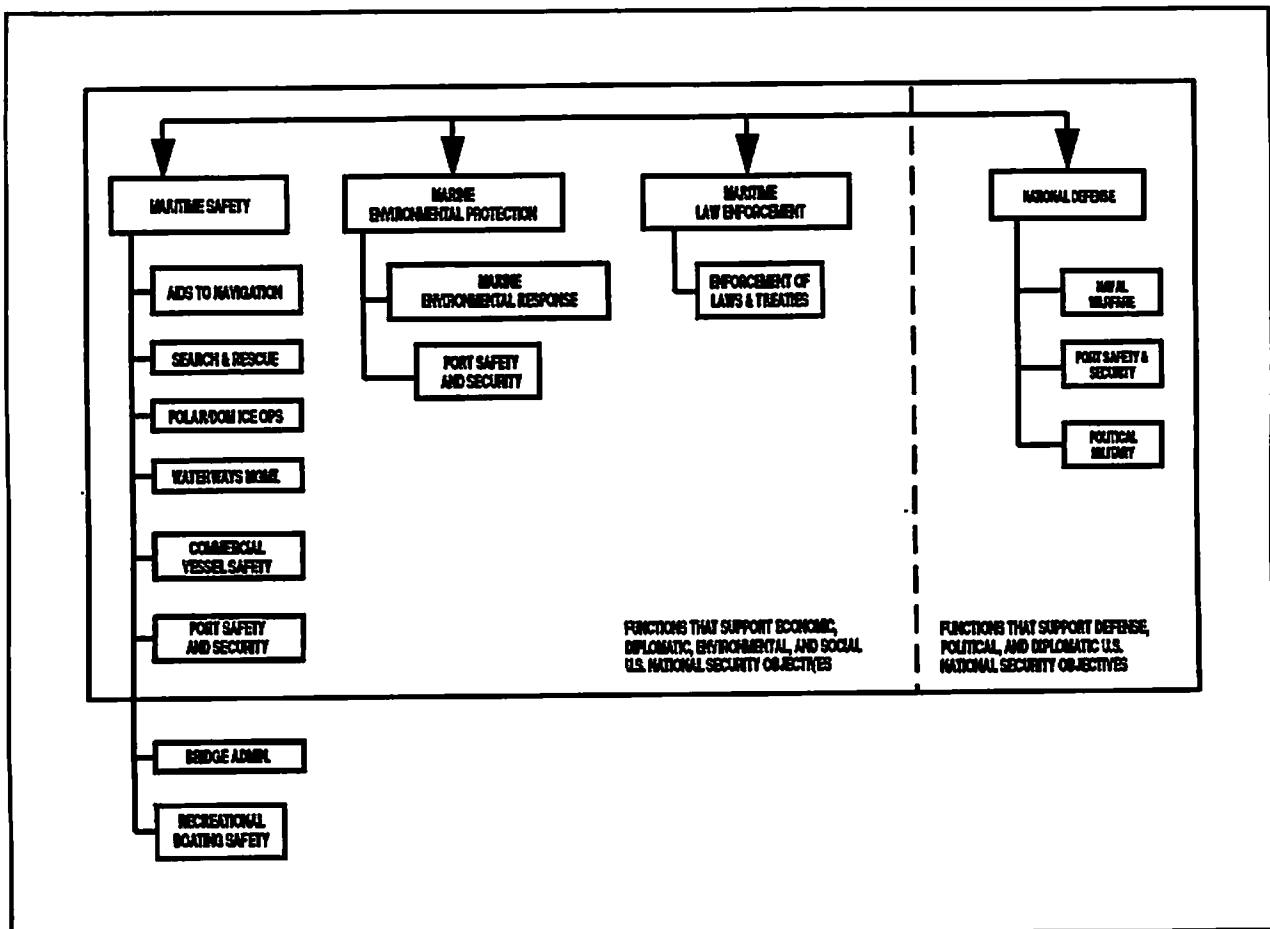 MARITIME SAFETY
AIDS TO NAVIGATION
SEARCH & RESCUE
POLAR/DOM ICE OPS
WATERWAYS MGMT.
COMMERCIAL
VESSEL SAFETY
PORT SAFETY
AND SECURITY
BRIDGE ADMIN.
RECREATIONAL
BOATING SAFETY
MARINE
ENVIRONMENTAL PROTECTION
MARINE
ENVIRONMENTAL RESPONSE
PORT SAFETY
AND SECURITY
MARITIME
LAW ENFORCEMENT
ENFORCEMENT OF
LAWS & TREATIES
FUNCTIONS THAT SUPPORT ECONOMIC,
DIPLOMATIC, ENVIRONMENTAL, AND SOCIAL
U.S. NATIONAL SECURITY OBJECTIVES
NATIONAL DEFENSE
NAVAL
WARFARE
PORT SAFETY &
SECURITY
POLITICAL
MILITARY
FUNCTIONS THAT SUPPORT DEFENSE,
POLITICAL, AND DIPLOMATIC U.S.
NATIONAL SECURITY OBJECTIVES